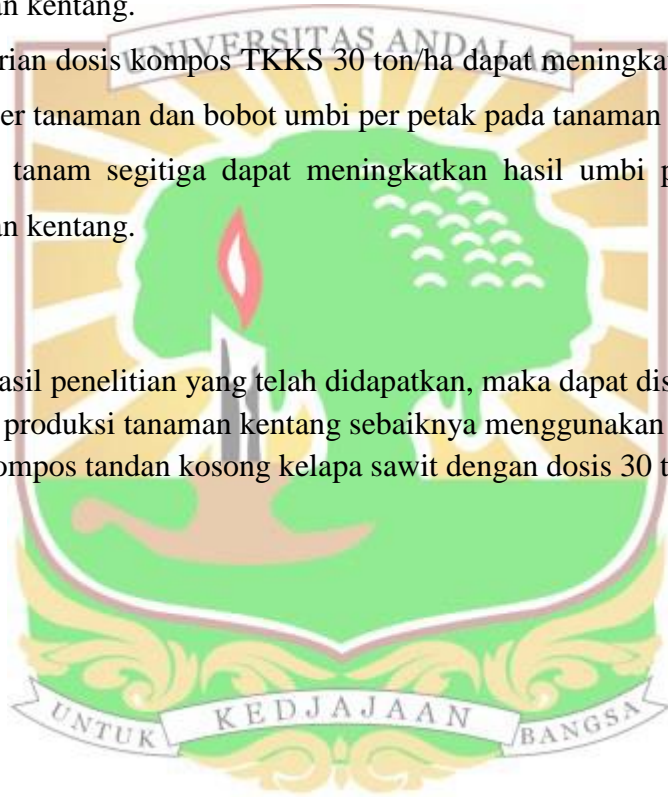 an kentang.
UNIVERSITAS ANDALAS
rian dosis kompos TKKS 30 ton/ha dapat meningka
er tanaman dan bobot umbi per petak pada tanaman
tanam segitiga dapat meningkatkan hasil umbi p
an kentang.
asil penelitian yang telah didapatkan, maka dapat dis
produksi tanaman kentang sebaiknya menggunakan
ompos tandan kosong kelapa sawit dengan dosis 30 t
UNTUK KEDJAJAAN BANGSA